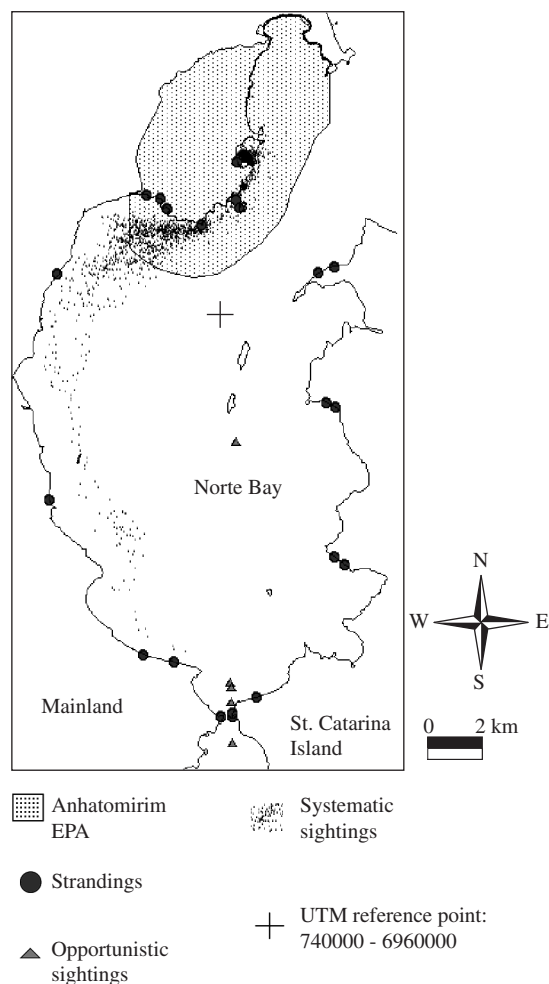 Norte Bay
N
W E
S
Mainland
St. Catarina
Island
0 2 km
Anhatomirim
EPA
Systematic
sightings
Strandings
UTM reference point:
740000 - 6960000
Opportunistic
sightings